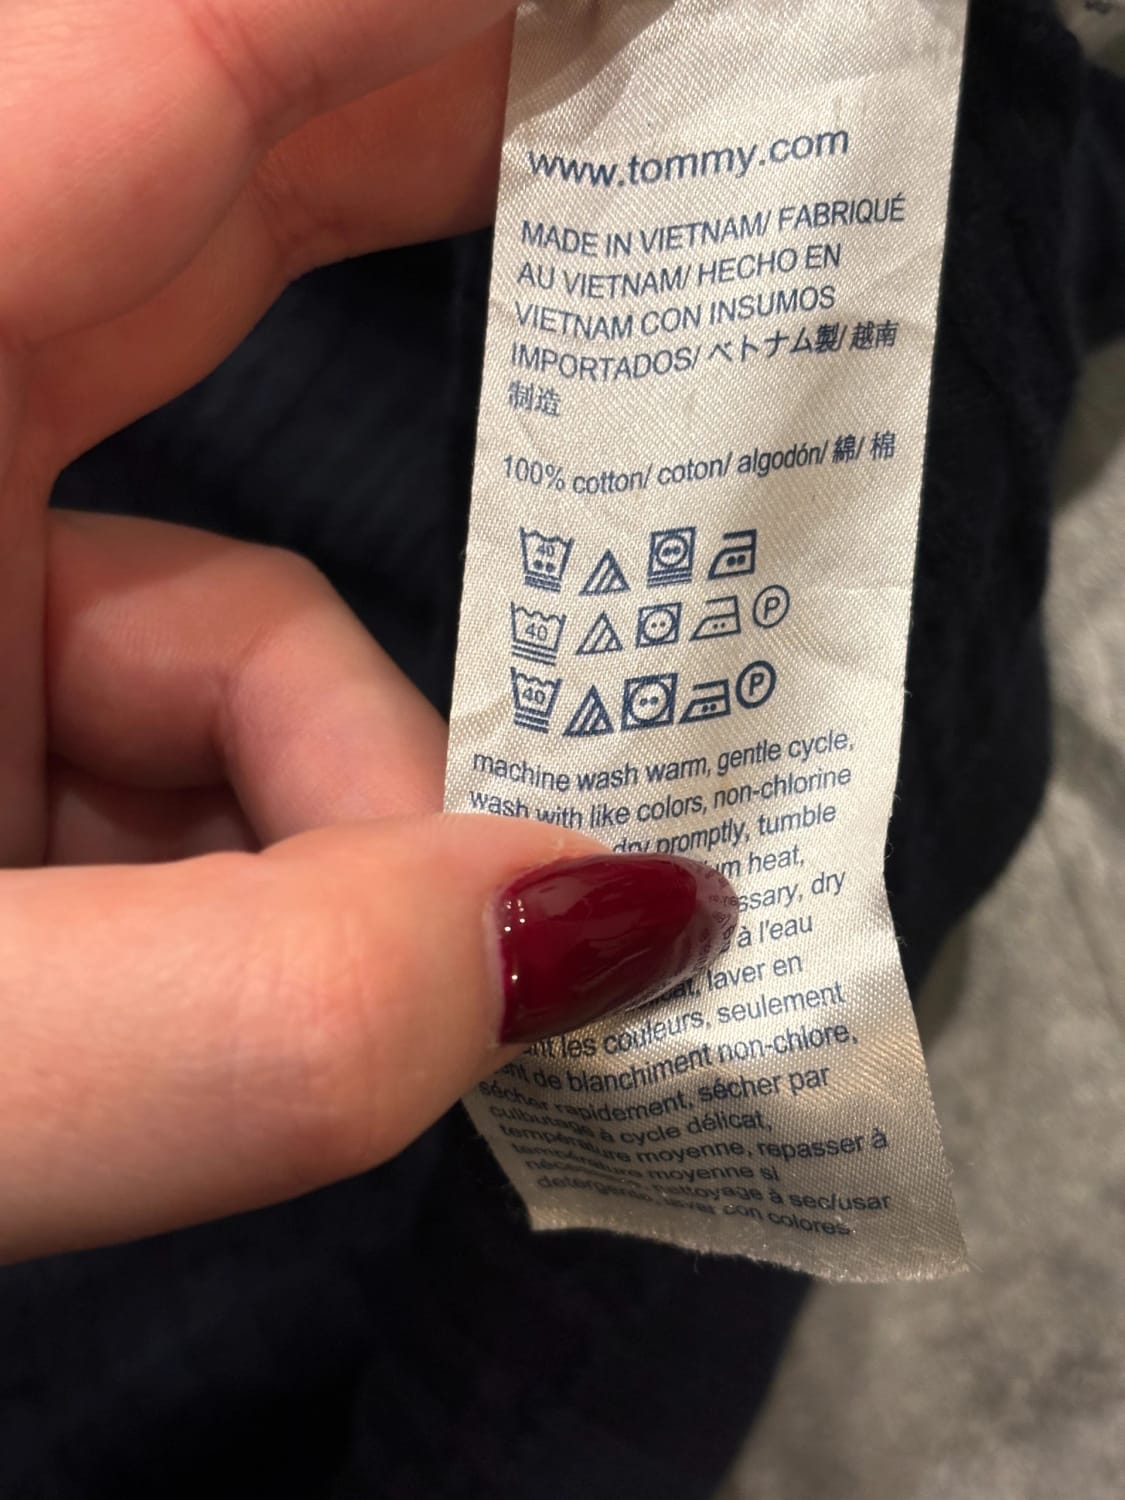 www.tommy.com
MADE IN VIETNAM/ FABRIQUÉ
AU VIETNAM/ HECHO EN
VIETNAM CON INSUMOS
IMPORTADOS/ ベトナム製/ 越南
制造
100% cotton/ coton/ algodón/ 綿/ 棉
40
40 P
40 P
machine wash warm, gentle cycle,
wash with like colors, non-chlorine
dry promptly, tumble
heat,
dry
à l'eau
laver en
les couleurs, seulement
de blanchiment non-chlore,
sécher rapidement, sécher par
culbutage à cycle délicat,
température moyenne, repasser à
température moyenne si
nécessaire, nettoyage à sec/usar
detergente, lavar con colores